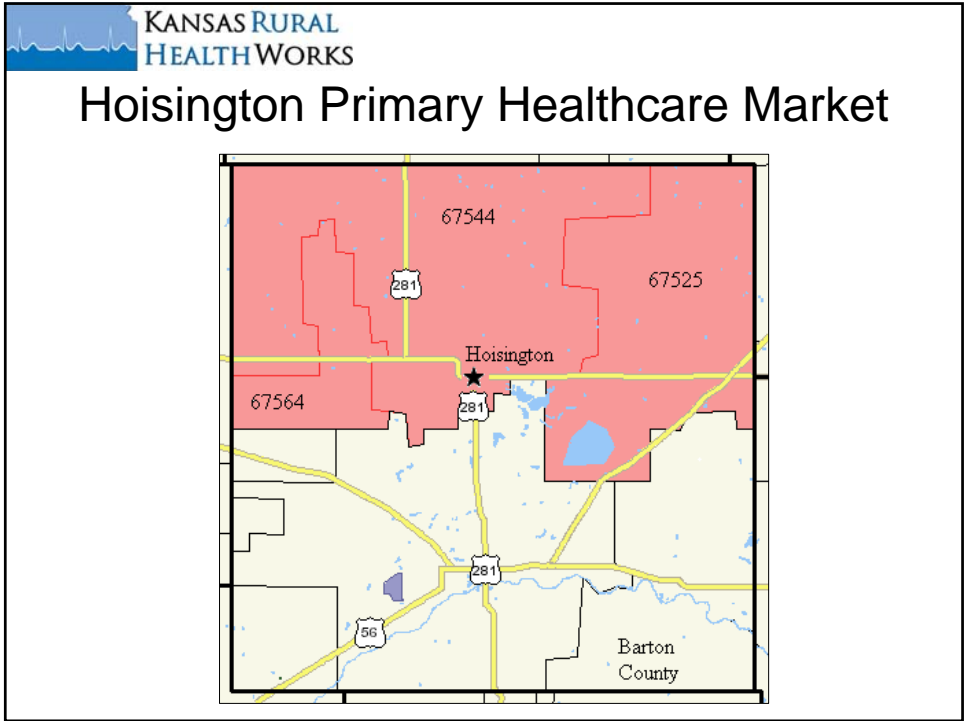 KANSAS RURAL
HEALTH WORKS
Hoisington Primary Healthcare Market
67544
67525
281
Hoisington
67564
281
281
56
Barton
County